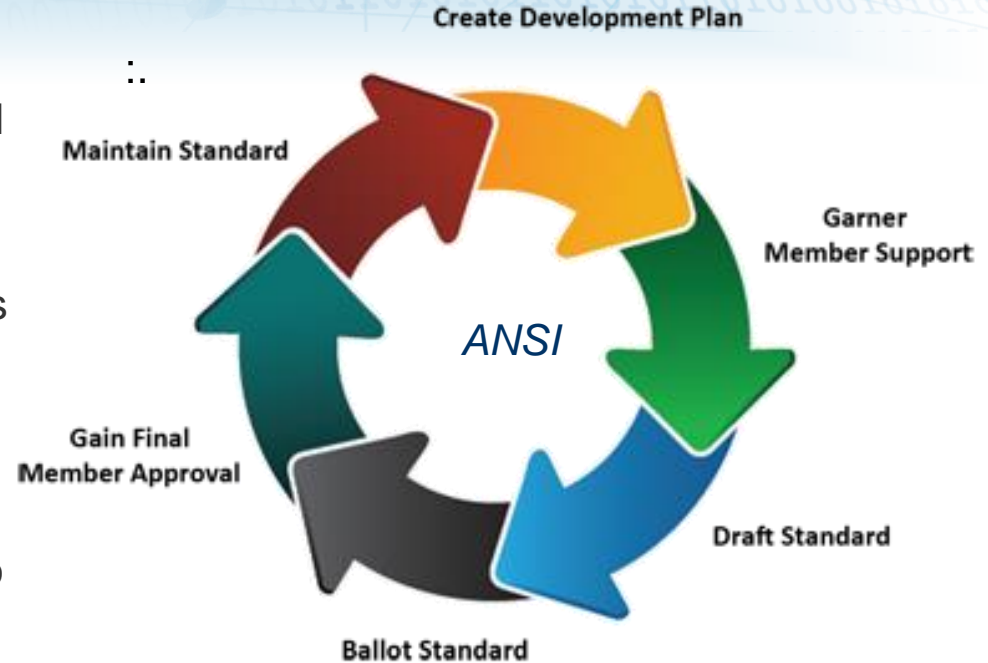 Create Development Plan
:.
Maintain Standard
Garner
Member Support
s
ANSI
Gain Final
Member Approval
Draft Standard
Ballot Standard